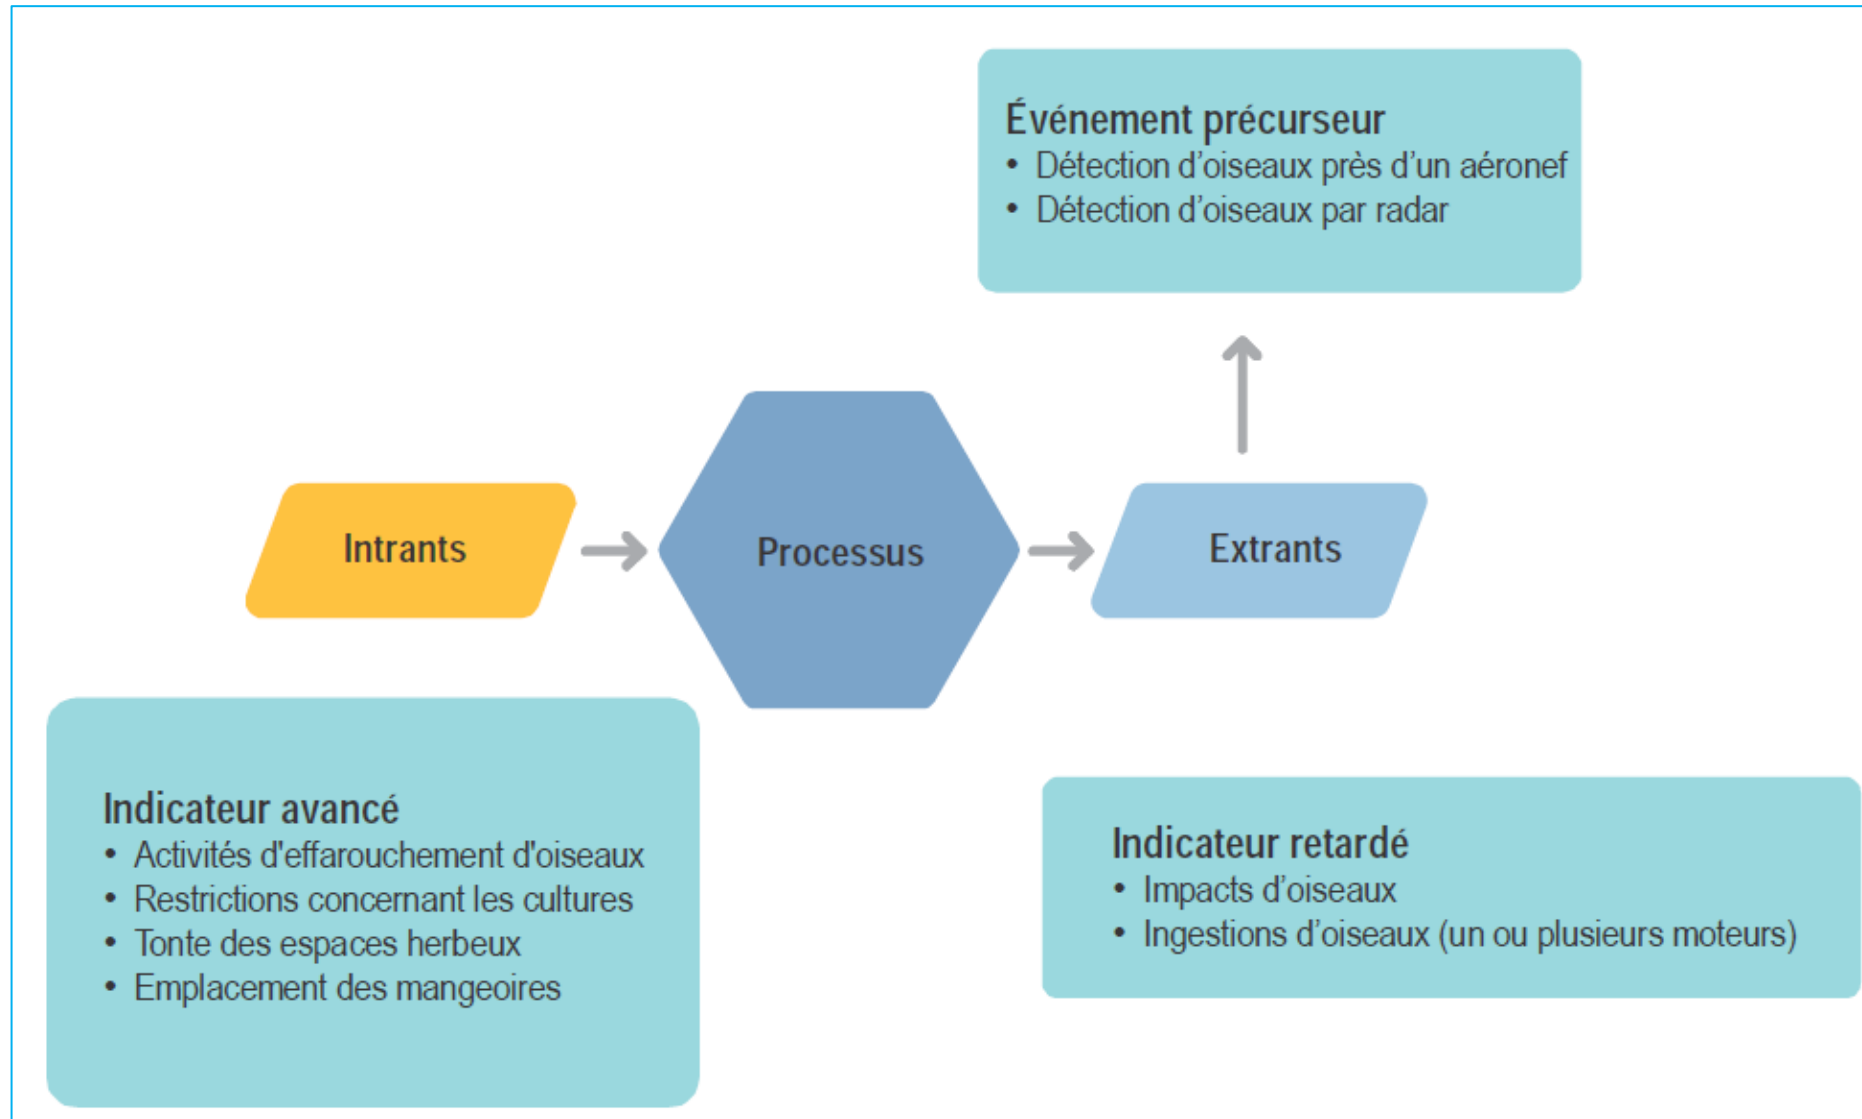 Événement précurseur
• Détection d’oiseaux près d’un aéronef
• Détection d’oiseaux par radar
Intrants
Processus
Extrants
Indicateur avancé
• Activités d'effarouchement d'oiseaux
• Restrictions concernant les cultures
• Tonte des espaces herbeux
• Emplacement des mangeoires
Indicateur retardé
• Impacts d’oiseaux
• Ingestions d’oiseaux (un ou plusieurs moteurs)